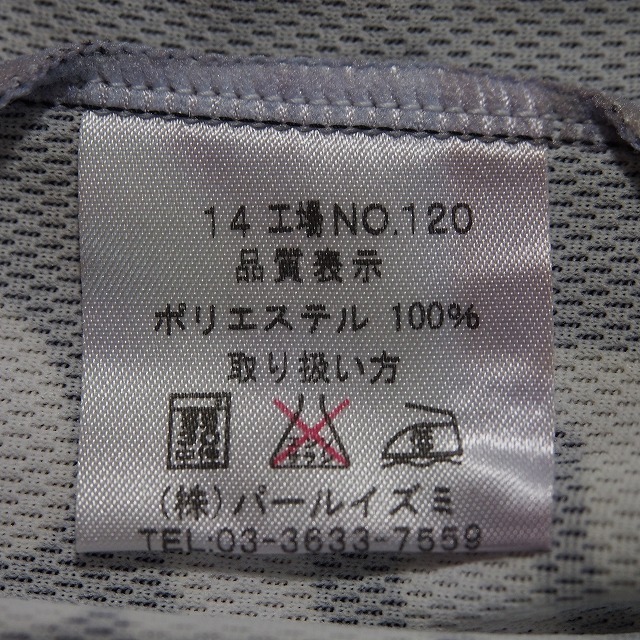 14 工場NO.120
品質表示
ポリエステル 100%
取り扱い方
(株)パールイズミ
TEL.03-3633-7559